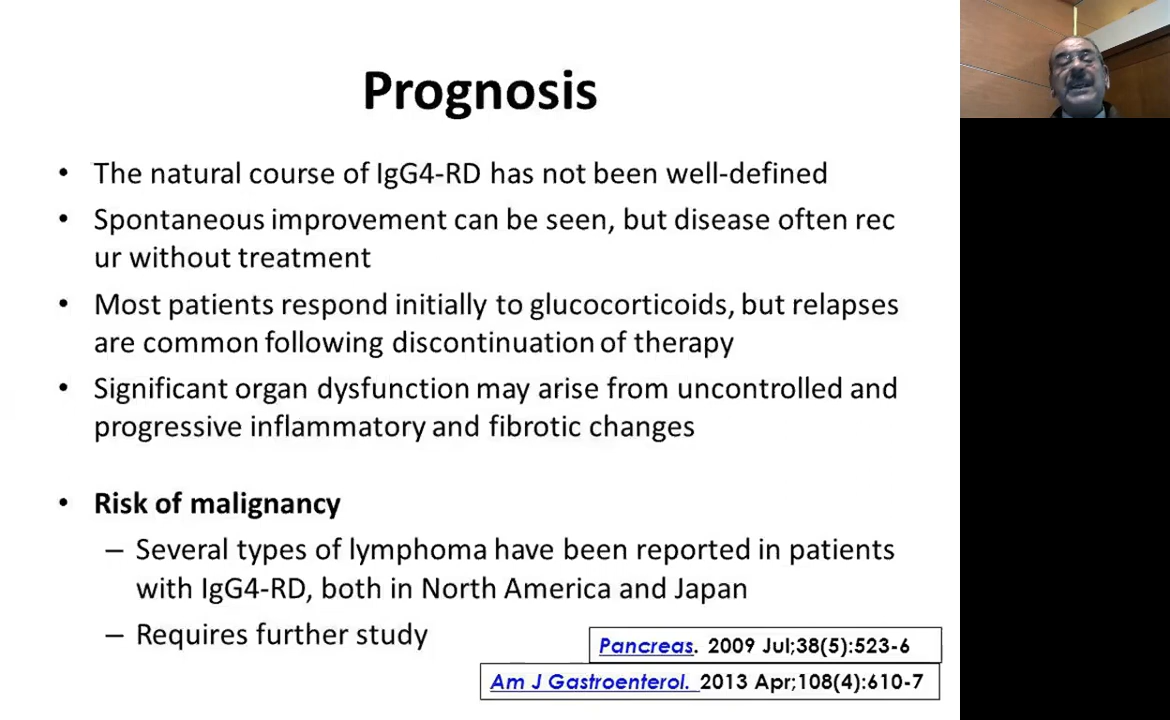 Prognosis
• The natural course of IgG4-RD has not been well-defined
• Spontaneous improvement can be seen, but disease often rec
ur without treatment
• Most patients respond initially to glucocorticoids, but relapses
are common following discontinuation of therapy
• Significant organ dysfunction may arise from uncontrolled and
progressive inflammatory and fibrotic changes
• Risk of malignancy
– Several types of lymphoma have been reported in patients
with IgG4-RD, both in North America and Japan
– Requires further study
Pancreas. 2009 Jul;38(5):523-6
Am J Gastroenterol. 2013 Apr;108(4):610-7